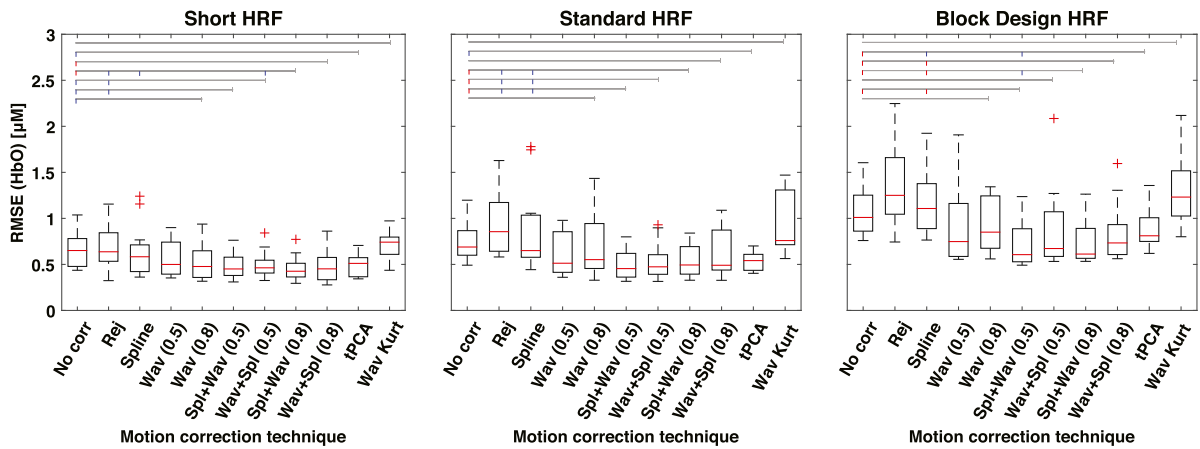 Short HRF
Standard HRF
Block Design HRF
RMSE (HbO) [µM]
3
2.5
2
1.5
1
0.5
0
No corr
Rej
Spline
Wav (0.5)
Wav (0.8)
Spl+Wav (0.5)
Wav+Spl (0.5)
Spl+Wav (0.8)
Wav+Spl (0.8)
tPCA
Wav Kurt
Motion correction technique
No corr
Rej
Spline
Wav (0.5)
Wav (0.8)
Spl+Wav (0.5)
Wav+Spl (0.5)
Spl+Wav (0.8)
Wav+Spl (0.8)
tPCA
Wav Kurt
Motion correction technique
No corr
Rej
Spline
Wav (0.5)
Wav (0.8)
Spl+Wav (0.5)
Wav+Spl (0.5)
Spl+Wav (0.8)
Wav+Spl (0.8)
tPCA
Wav Kurt
Motion correction technique